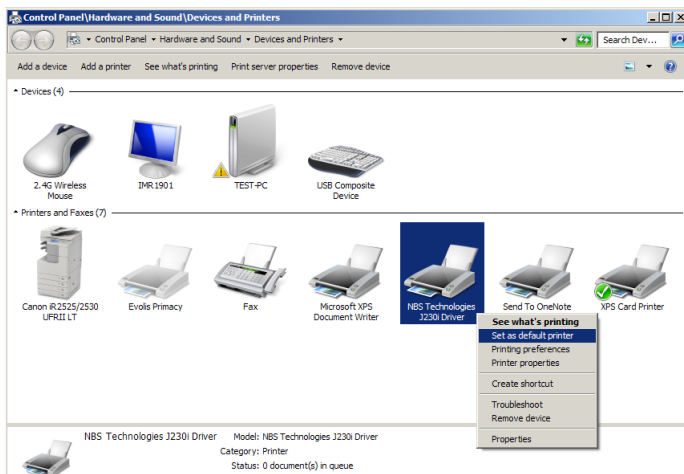 Control Panel\Hardware and Sound\Devices and Printers
Control Panel Hardware and Sound Devices and Printers Search Dev...
Add a device Add a printer See what's printing Print server properties Remove device
Devices (4)
2.4G Wireless
Mouse
IMR1901
TEST-PC
USB Composite
Device
Printers and Faxes (7)
Canon iR2525/2530
UFRII LT
Evolis Primacy
Fax
Microsoft XPS
Document Writer
NBS Technologies
J230i Driver
Send To OneNote
XPS Card Printer
See what's printing
Set as default printer
Printing preferences
Printer properties
Create shortcut
Troubleshoot
Remove device
Properties
NBS Technologies J230i Driver Model: NBS Technologies J230i Driver
Category: Printer
Status: 0 document(s) in queue